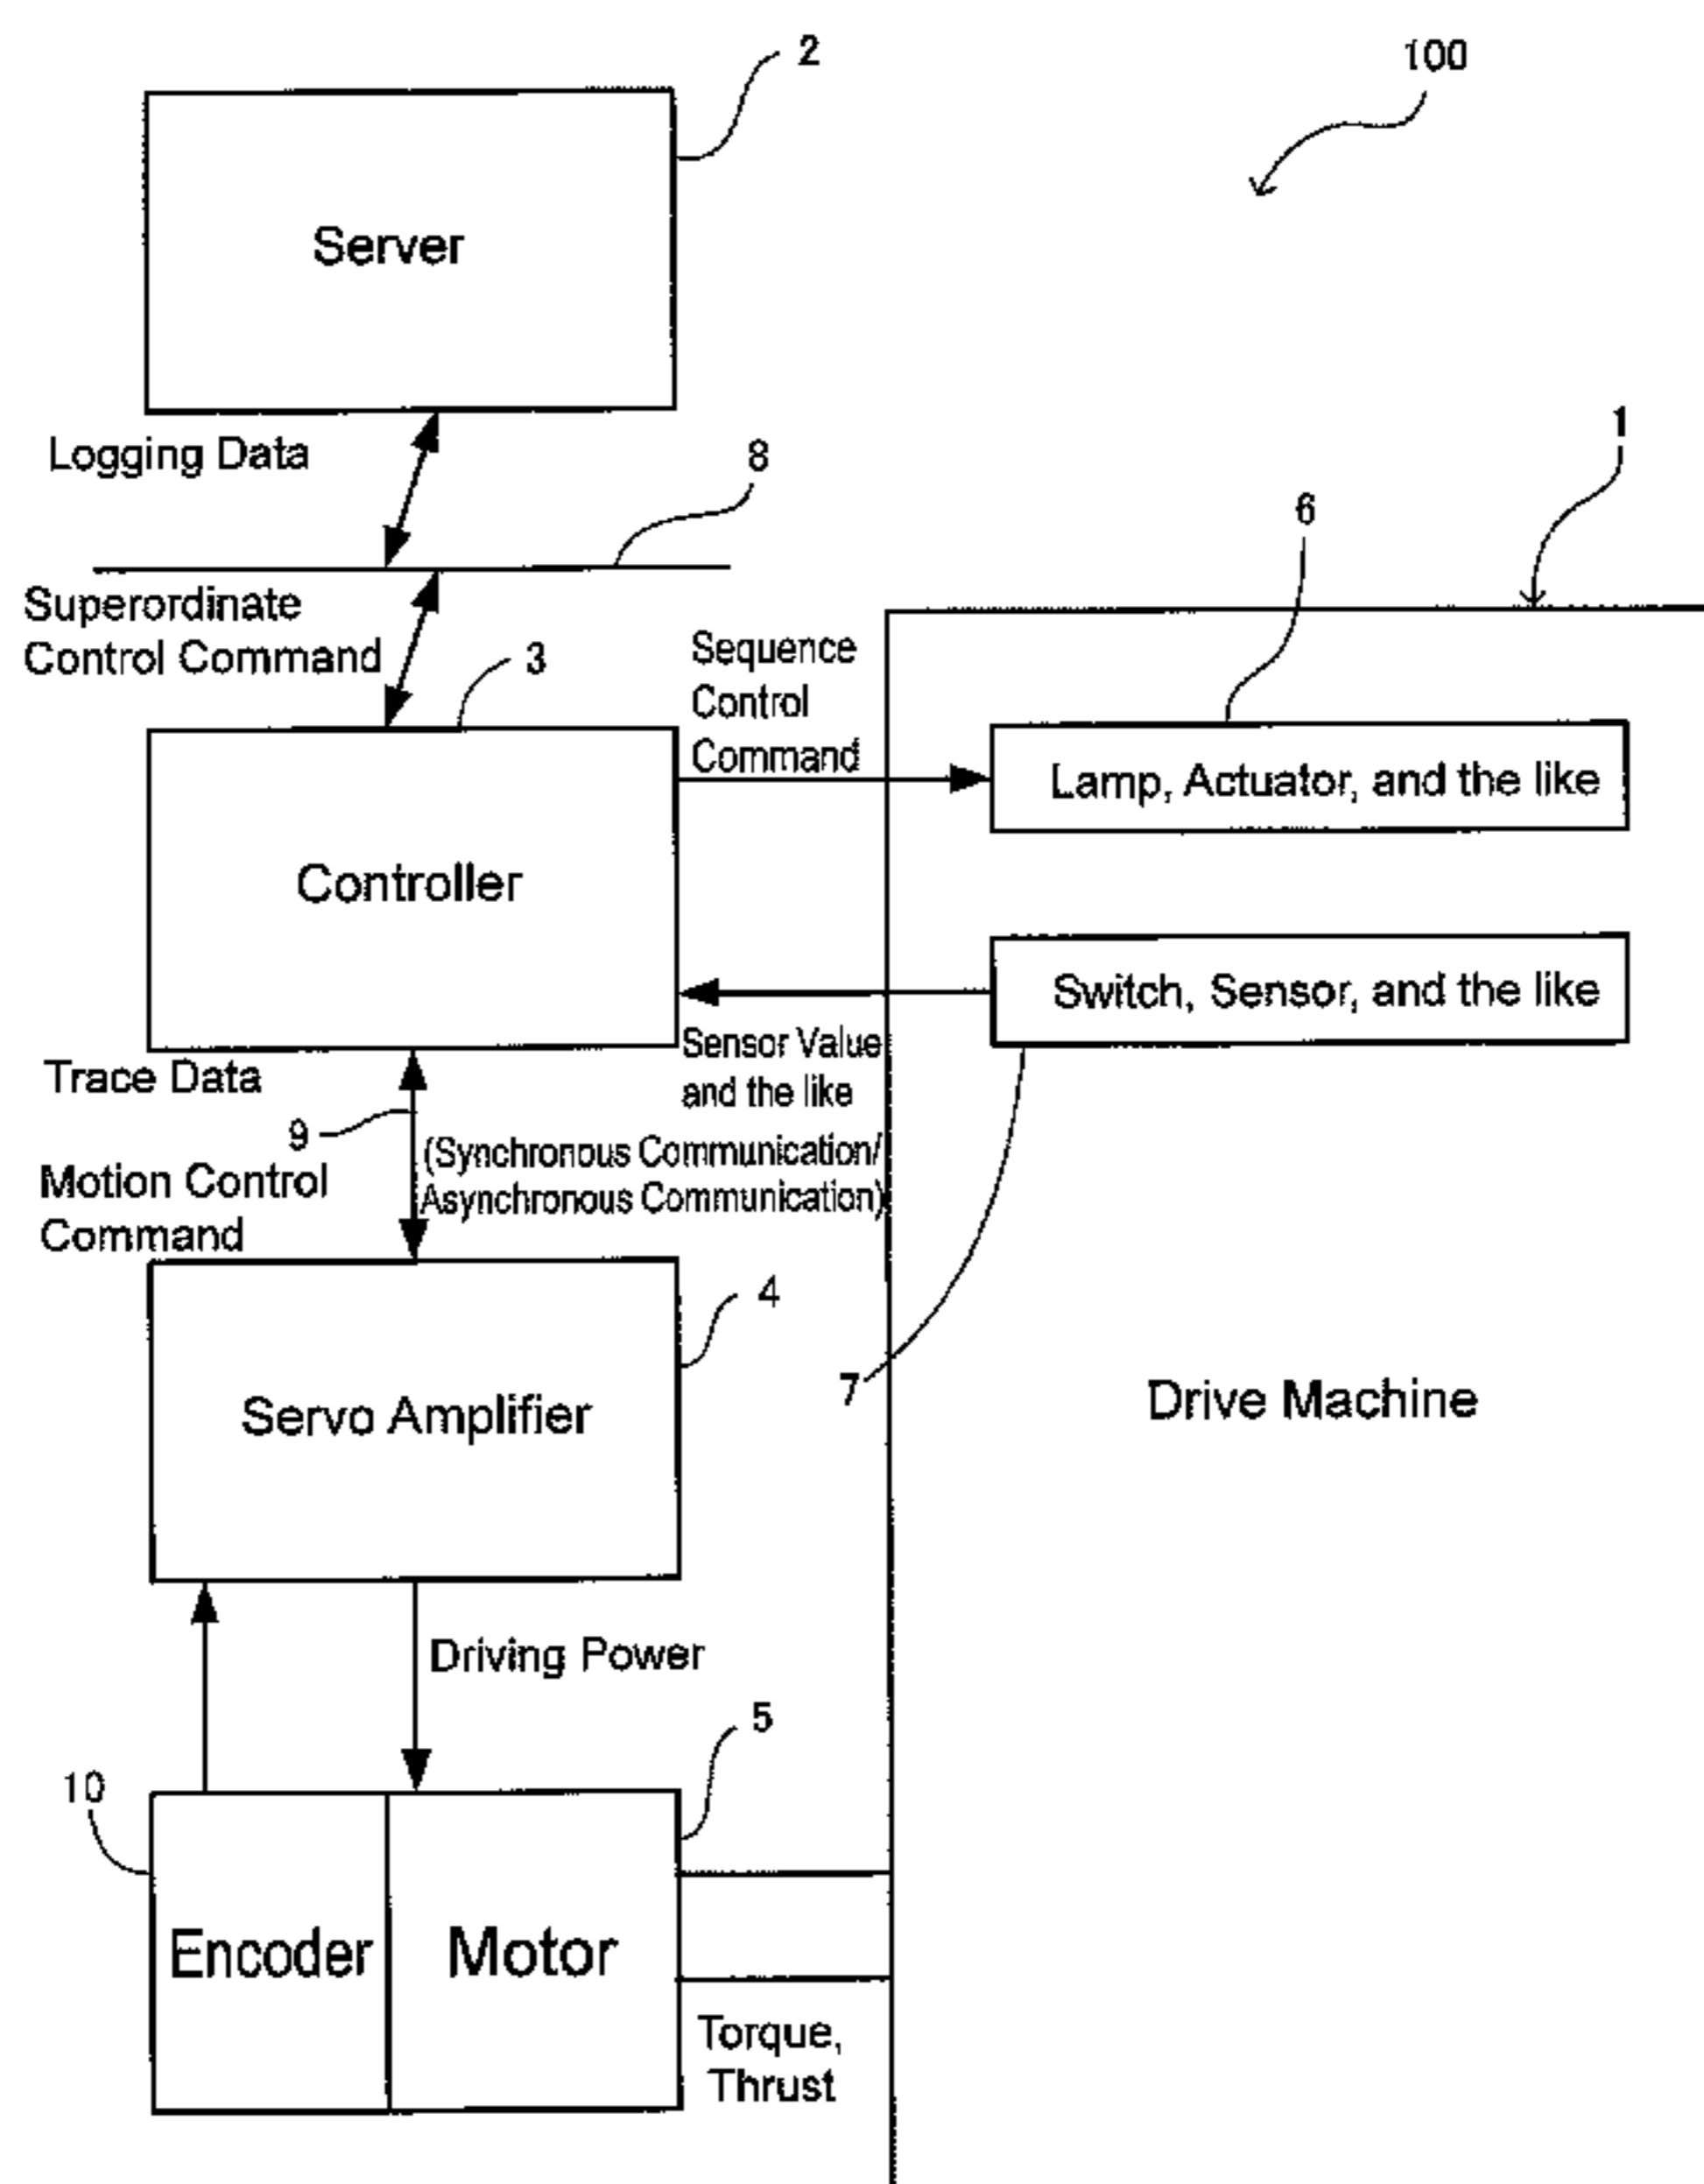 2
100
Server
Logging Data
8
1
6
Superordinate
Control Command
3
Sequence
Control
Command
Lamp, Actuator, and the like
Controller
Switch, Sensor, and the like
Sensor Value
and the like
Trace Data
9
(Synchronous Communication/
Asynchronous Communication)
Motion Control
Command
4
7
Drive Machine
Servo Amplifier
Driving Power
5
10
Encoder
Motor
Torque,
Thrust